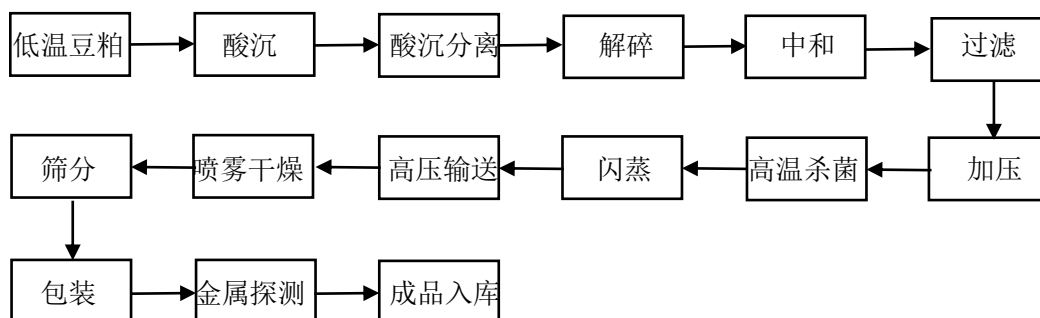 低温豆粕 酸沉 酸沉分离 解碎 中和 过滤
筛分 喷雾干燥 高压输送 闪蒸 高温杀菌 加压
包装 金属探测 成品入库